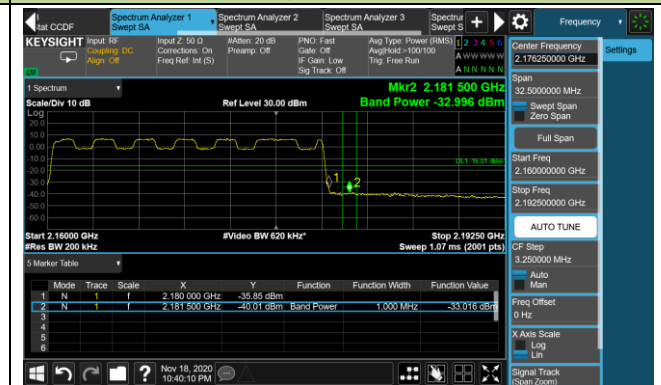 tat CCDF
Spectrum Analyzer 1
Swept SA
Spectrum Analyzer 2
Swept SA
Spectrum Analyzer 3
Swept SA
Spectrur
Swept S
Frequency
KEYSIGHT
Input: RF
Coupling: DC
Align: Off
Input Z: 50 Ω
Corrections: On
Freq Ref: Int (S)
#Atten: 20 dB
Preamp: Off
PNO: Fast
Gate: Off
IF Gain: Low
Sig Track: Off
Avg Type: Power (RMS)
Avg|Hold:>100/100
Trig: Free Run
1 2 3 4 5 6
A W W W W W
A N N N N N
LW
1 Spectrum
Mkr2 2.181 500 GHz
Scale/Div 10 dB
Ref Level 30.00 dBm
Band Power -32.996 dBm
Log
20.0
10.0
0.00
-10.0
DL1 -16.01 dBm
-20.0
-30.0
-40.0
-50.0
-60.0
1
2
Start 2.16000 GHz
#Video BW 620 kHz*
Stop 2.19250 GHz
#Res BW 200 kHz
Sweep 1.07 ms (2001 pts)
5 Marker Table
Mode Trace Scale X Y Function Function Width Function Value
1 N 1 f 2.180 000 GHz -35.85 dBm
2 N 1 f 2.181 500 GHz -40.01 dBm Band Power 1.000 MHz -33.016 dBm
3
4
5
6
Nov 18, 2020
10:40:10 PM
?
Center Frequency
2.176250000 GHz
Settings
Span
32.5000000 MHz
Swept Span
Zero Span
Full Span
Start Freq
2.160000000 GHz
Stop Freq
2.192500000 GHz
AUTO TUNE
CF Step
3.250000 MHz
Auto
Man
Freq Offset
0 Hz
X Axis Scale
Log
Lin
Signal Track
(Span Zoom)